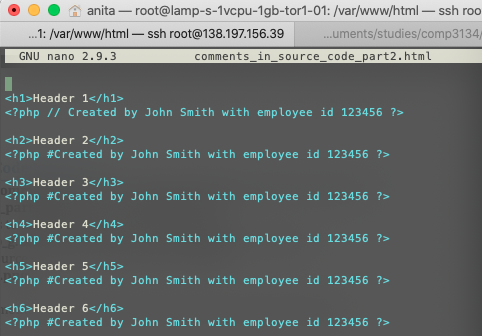 anita — root@lamp-s-1vcpu-1gb-tor1-01: /var/www/html — ssh roo
...1: /var/www/html — ssh root@138.197.156.39
...uments/studies/comp3134/
GNU nano 2.9.3 comments_in_source_code_part2.html
<h1>Header 1</h1>
<?php // Created by John Smith with employee id 123456 ?>
<h2>Header 2</h2>
<?php #Created by John Smith with employee id 123456 ?>
<h3>Header 3</h3>
<?php #Created by John Smith with employee id 123456 ?>
<h4>Header 4</h4>
<?php #Created by John Smith with employee id 123456 ?>
<h5>Header 5</h5>
<?php #Created by John Smith with employee id 123456 ?>
<h6>Header 6</h6>
<?php #Created by John Smith with employee id 123456 ?>